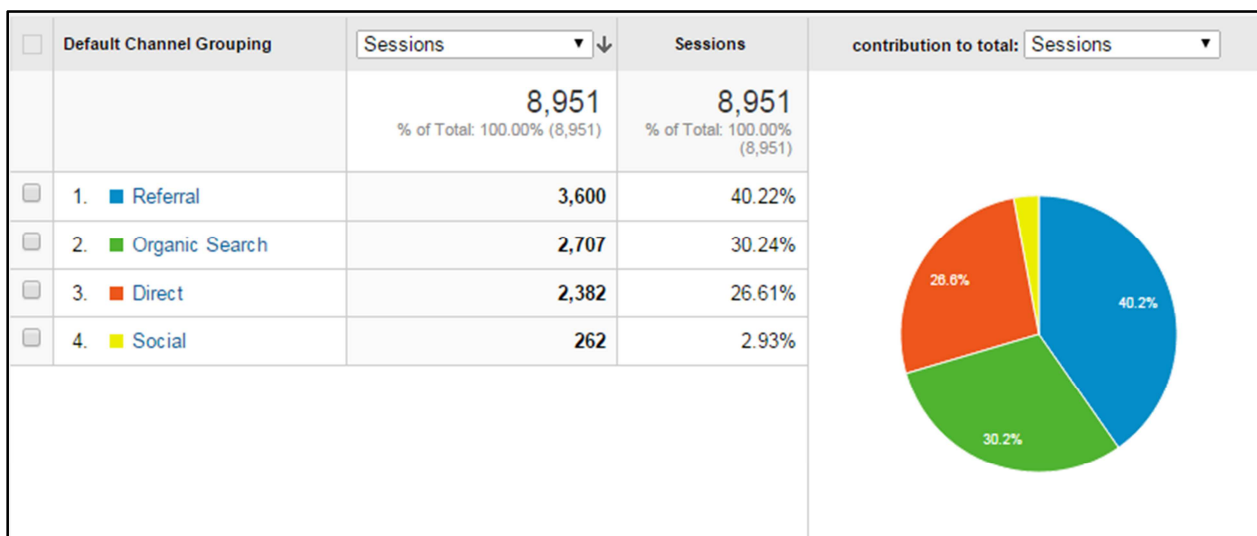 Default Channel Grouping Sessions Sessions contribution to total: Sessions
8,951 8,951
% of Total: 100.00% (8,951) % of Total: 100.00%
(8,951)
1. Referral 3,600 40.22%
2. Organic Search 2,707 30.24%
3. Direct 2,382 26.61%
4. Social 262 2.93%
26.6%
40.2%
30.2%